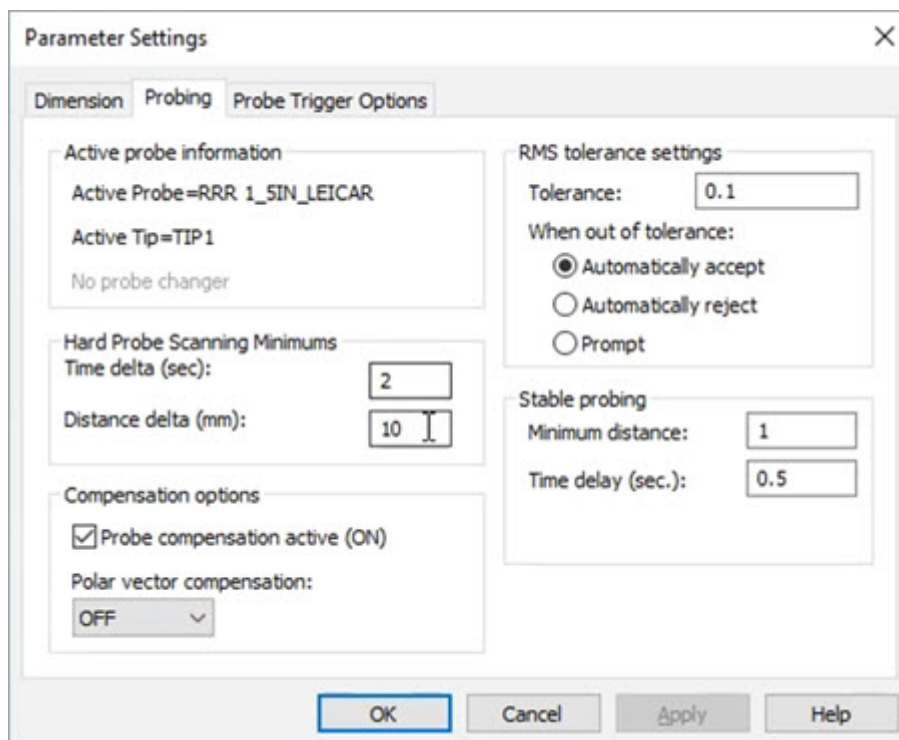 Parameter Settings
Dimension Probing Probe Trigger Options
Active probe information
Active Probe=RRR 1_5IN_LEICAR
Active Tip=TIP1
No probe changer
Hard Probe Scanning Minimums
Time delta (sec): 2
Distance delta (mm): 10
Compensation options
Probe compensation active (ON)
Polar vector compensation:
OFF
RMS tolerance settings
Tolerance: 0.1
When out of tolerance:
Automatically accept
Automatically reject
Prompt
Stable probing
Minimum distance: 1
Time delay (sec.): 0.5
OK Cancel Apply Help